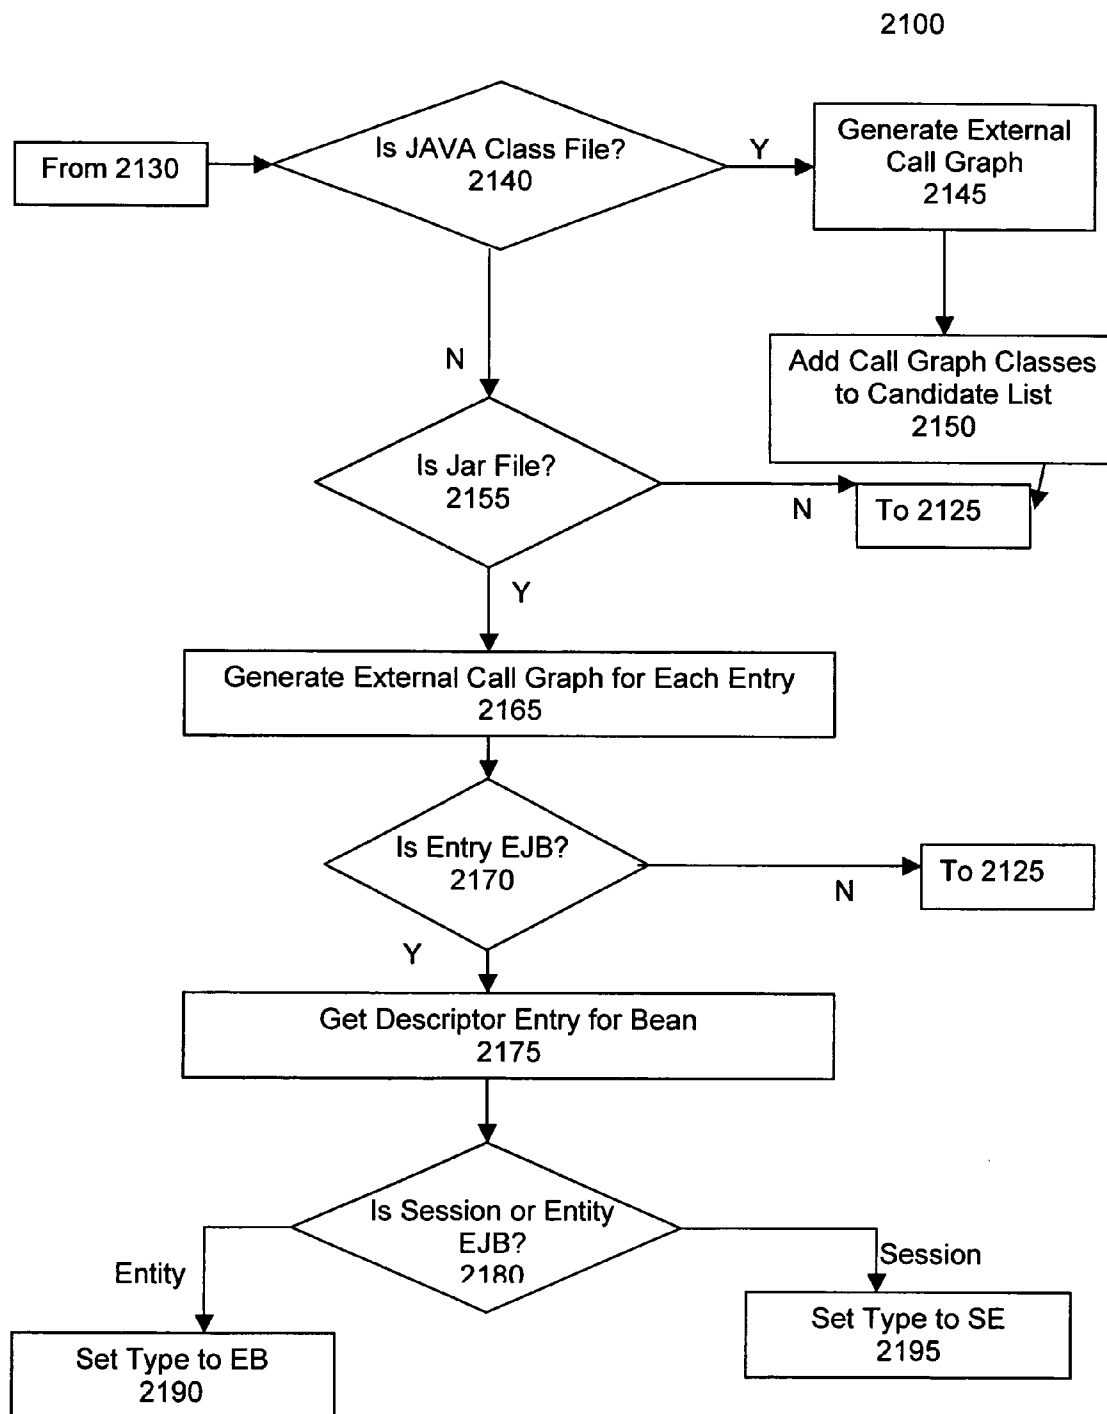 2100
From 2130
Is JAVA Class File?
2140
Y
Generate External
Call Graph
2145
N
Add Call Graph Classes
to Candidate List
2150
Is Jar File?
2155
N
To 2125
Y
Generate External Call Graph for Each Entry
2165
Is Entry EJB?
2170
N
To 2125
Y
Get Descriptor Entry for Bean
2175
Is Session or Entity
EJB?
2180
Entity
Session
Set Type to EB
2190
Set Type to SE
2195